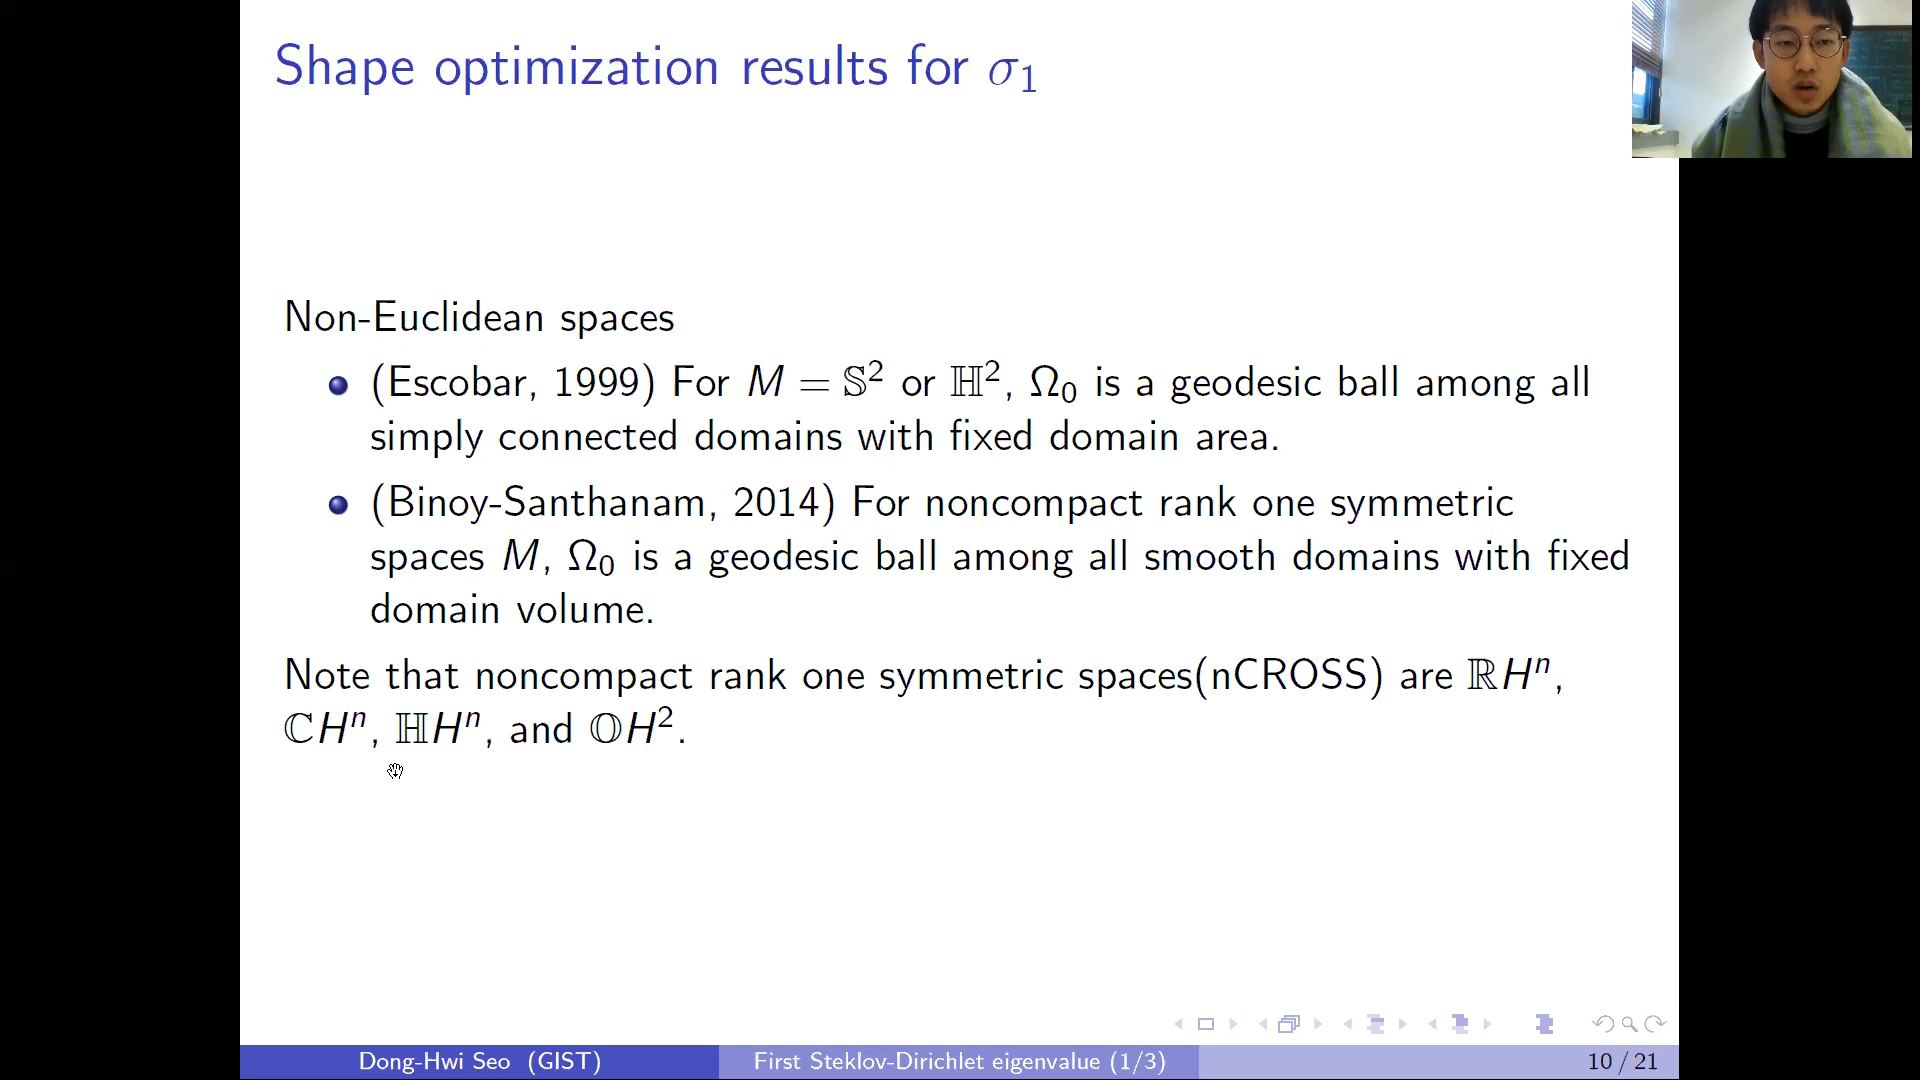 Shape optimization results for σ₁
Non-Euclidean spaces
(Escobar, 1999) For M = 𝕊² or ℍ², Ω₀ is a geodesic ball among all
simply connected domains with fixed domain area.
(Binoy-Santhanam, 2014) For noncompact rank one symmetric
spaces M, Ω₀ is a geodesic ball among all smooth domains with fixed
domain volume.
Note that noncompact rank one symmetric spaces(nCROSS) are ℝHⁿ,
ℂHⁿ, ℍHⁿ, and 𝕆H².
Dong-Hwi Seo (GIST)
First Steklov-Dirichlet eigenvalue (1/3)
10 / 21